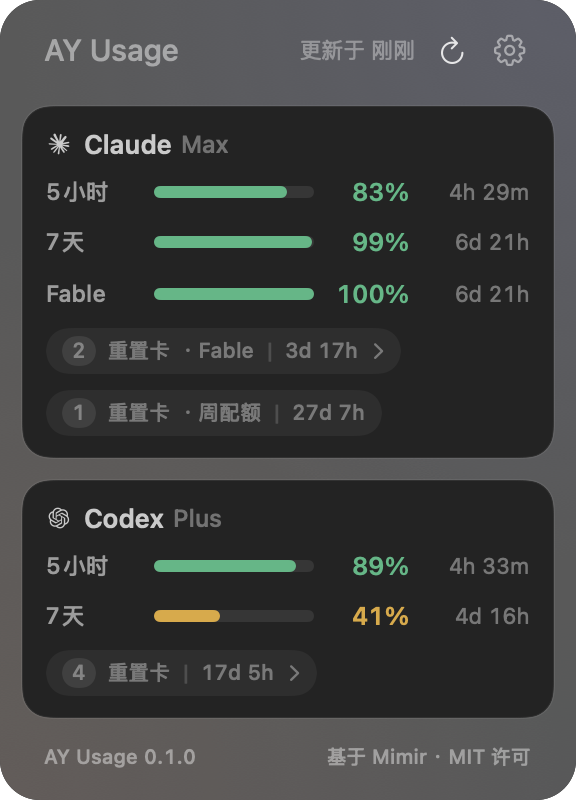 AY Usage 更新于 刚刚
Claude Max
5小时 83% 4h 29m
7天 99% 6d 21h
Fable 100% 6d 21h
2 重置卡 · Fable | 3d 17h >
1 重置卡 · 周配额 | 27d 7h
Codex Plus
5小时 89% 4h 33m
7天 41% 4d 16h
4 重置卡 | 17d 5h >
AY Usage 0.1.0 基于 Mimir · MIT 许可